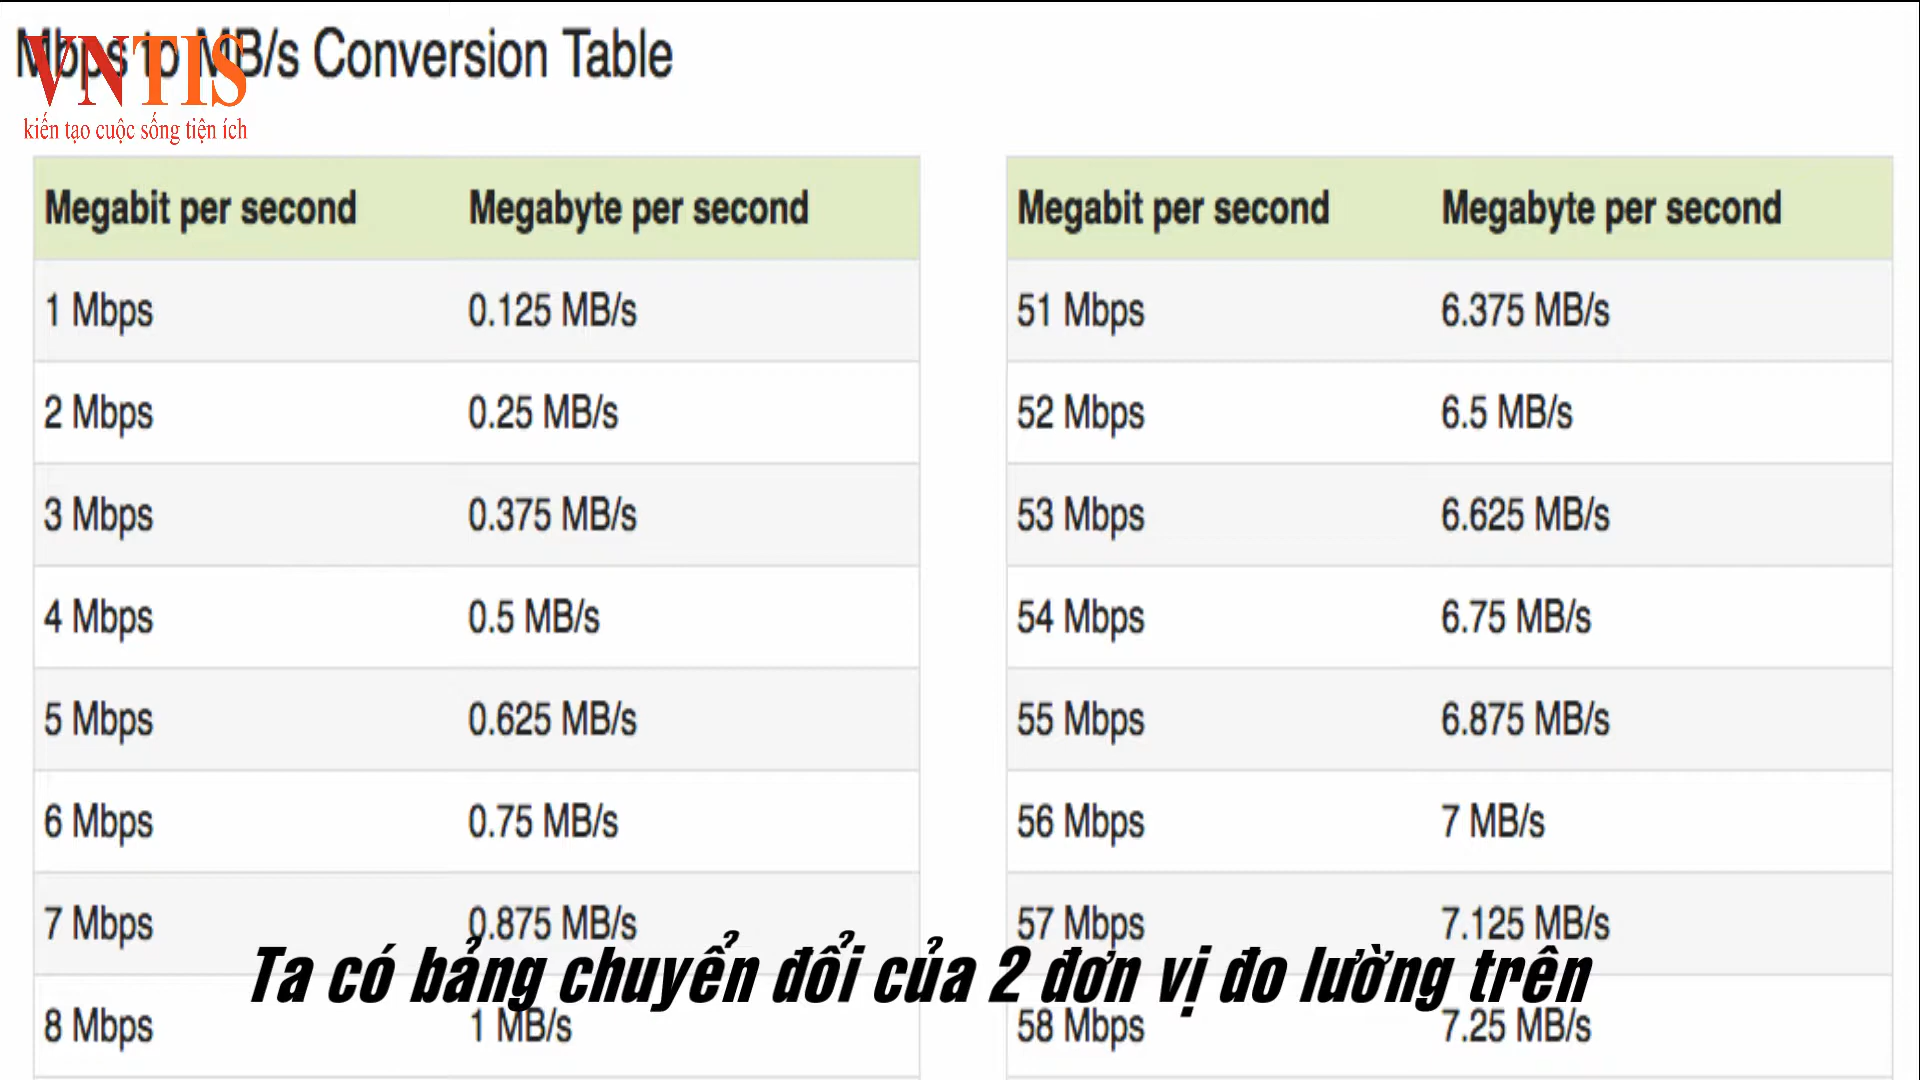 Mbps to MB/s Conversion Table
VNTIS
kiến tạo cuộc sống tiện ích
Megabit per second Megabyte per second
1 Mbps 0.125 MB/s
2 Mbps 0.25 MB/s
3 Mbps 0.375 MB/s
4 Mbps 0.5 MB/s
5 Mbps 0.625 MB/s
6 Mbps 0.75 MB/s
7 Mbps 0.875 MB/s
8 Mbps 1 MB/s
Megabit per second Megabyte per second
51 Mbps 6.375 MB/s
52 Mbps 6.5 MB/s
53 Mbps 6.625 MB/s
54 Mbps 6.75 MB/s
55 Mbps 6.875 MB/s
56 Mbps 7 MB/s
57 Mbps 7.125 MB/s
58 Mbps 7.25 MB/s
Ta có bảng chuyển đổi của 2 đơn vị đo lường trên